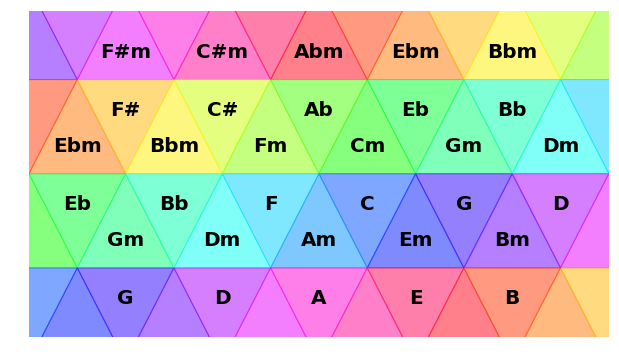 F#m C#m Abm Ebm Bbm
F# C# Ab Eb Bb
Ebm Bbm Fm Cm Gm Dm
Eb Bb F C G D
Gm Dm Am Em Bm
G D A E B